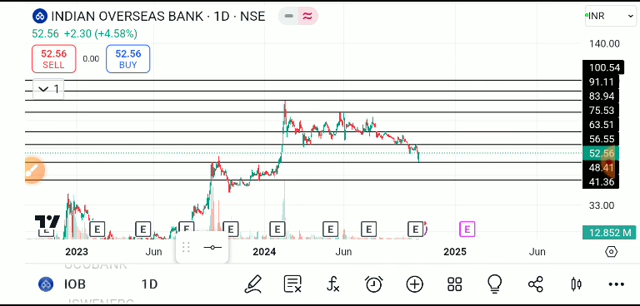 INDIAN OVERSEAS BANK · 1D · NSE
INR
52.56 +2.30 (+4.58%)
52.56 SELL
0.00
52.56 BUY
1
140.00
100.54
91.11
83.94
75.53
63.51
56.55
52.56
48.41
41.36
33.00
12.852 M
E E E E E E E E E
2023 Jun 2024 Jun 2025 Jun
UCOBANK
IOB 1D